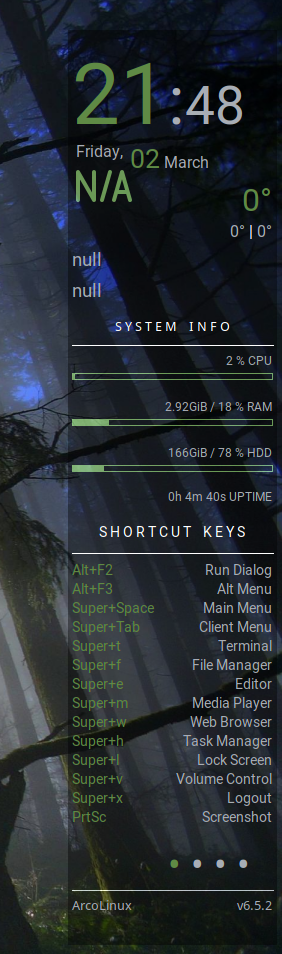 21:48
Friday, 02 March
N/A
0°
0° | 0°
null
null
SYSTEM INFO
2 % CPU
2.92GiB / 18 % RAM
166GiB / 78 % HDD
0h 4m 40s UPTIME
SHORTCUT KEYS
Alt+F2 Run Dialog
Alt+F3 Alt Menu
Super+Space Main Menu
Super+Tab Client Menu
Super+t Terminal
Super+f File Manager
Super+e Editor
Super+m Media Player
Super+w Web Browser
Super+h Task Manager
Super+l Lock Screen
Super+v Volume Control
Super+x Logout
PrtSc Screenshot
ArcoLinux v6.5.2